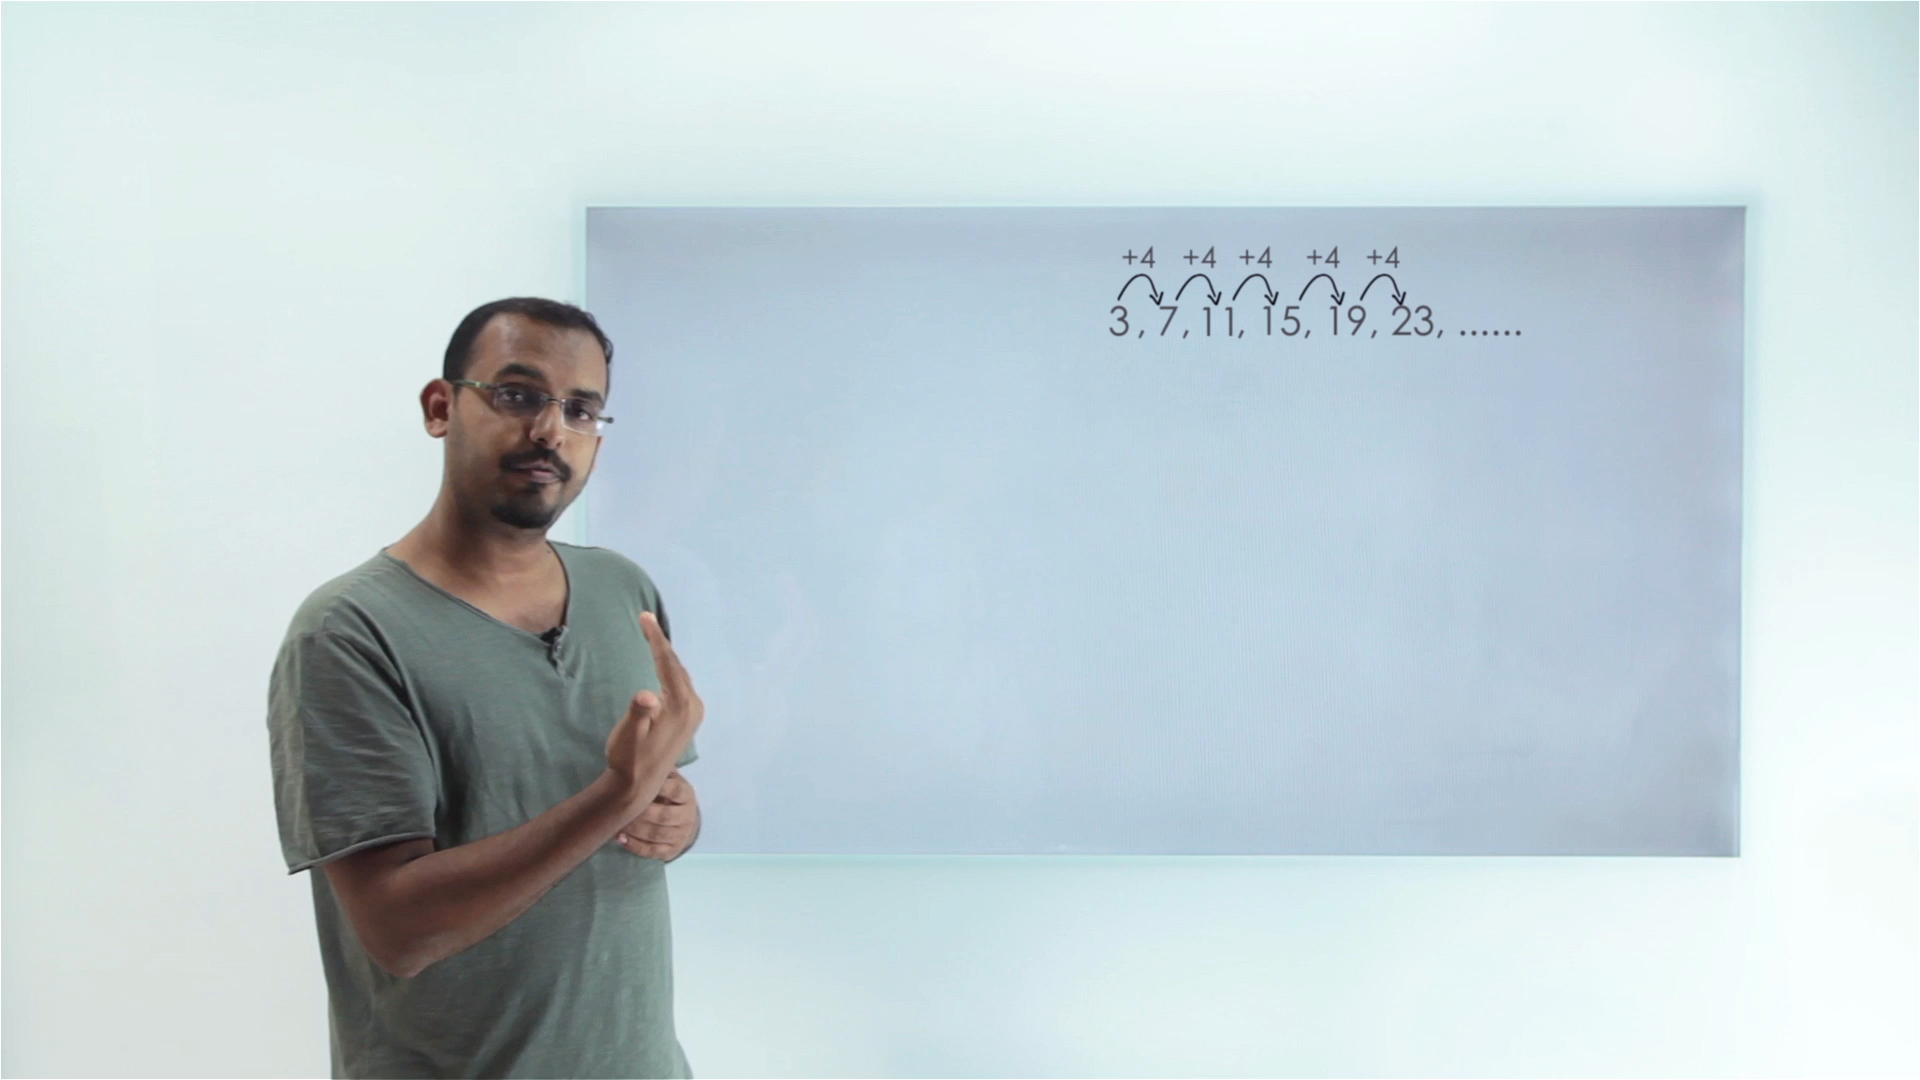 +4 +4 +4 +4 +4
3, 7, 11, 15, 19, 23, ......